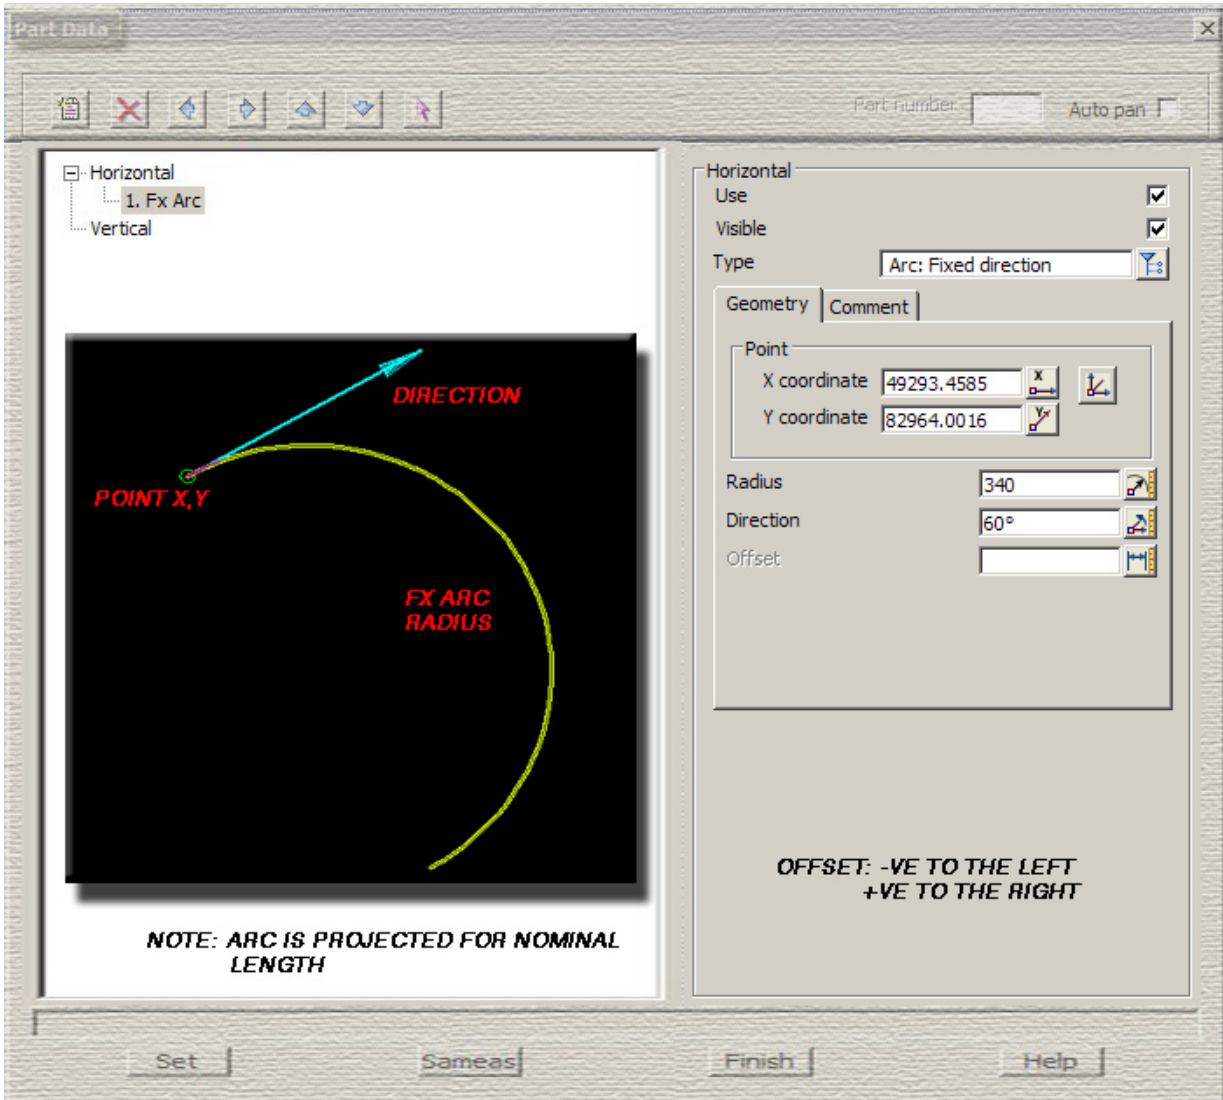 Part Data
Part number
Auto pan
Horizontal
1. Fx Arc
Vertical
DIRECTION
POINT X,Y
FX ARC
RADIUS
NOTE: ARC IS PROJECTED FOR NOMINAL
LENGTH
Horizontal
Use
Visible
Type Arc: Fixed direction
Geometry Comment
Point
X coordinate 49293.4585 X
Y coordinate 82964.0016 Y
Radius 340
Direction 60°
Offset
OFFSET: -VE TO THE LEFT
+VE TO THE RIGHT
Set Sameas Finish Help